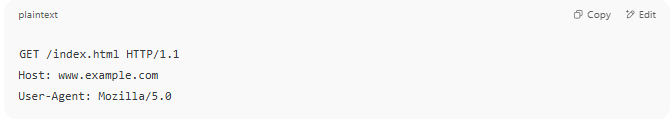 plaintext
Copy
Edit
GET /index.html HTTP/1.1
Host: www.example.com
User-Agent: Mozilla/5.0